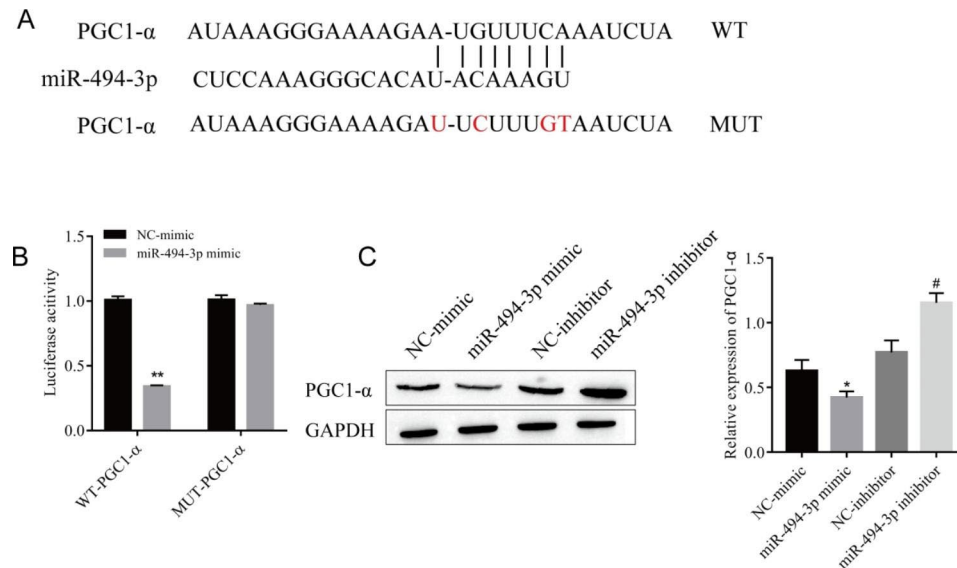 A
PGC1-α AUAAAGGGAAAAGAA-UGUUUCAAAUCUA WT
miR-494-3p CUCCAAAGGGCACAU-ACAAAGU
PGC1-α AUAAAGGGAAAAGAU-UCUUUGTAAUCUA MUT
B
NC-mimic
miR-494-3p mimic
Luciferase acitivity
1.5
1.0
0.5
0.0
**
WT-PGC1-α
MUT-PGC1-α
C
NC-mimic
miR-494-3p mimic
NC-inhibitor
miR-494-3p inhibitor
PGC1-α
GAPDH
Relative expression of PGC1-α
1.5
1.0
0.5
0.0
*
#
NC-mimic
miR-494-3p mimic
NC-inhibitor
miR-494-3p inhibitor